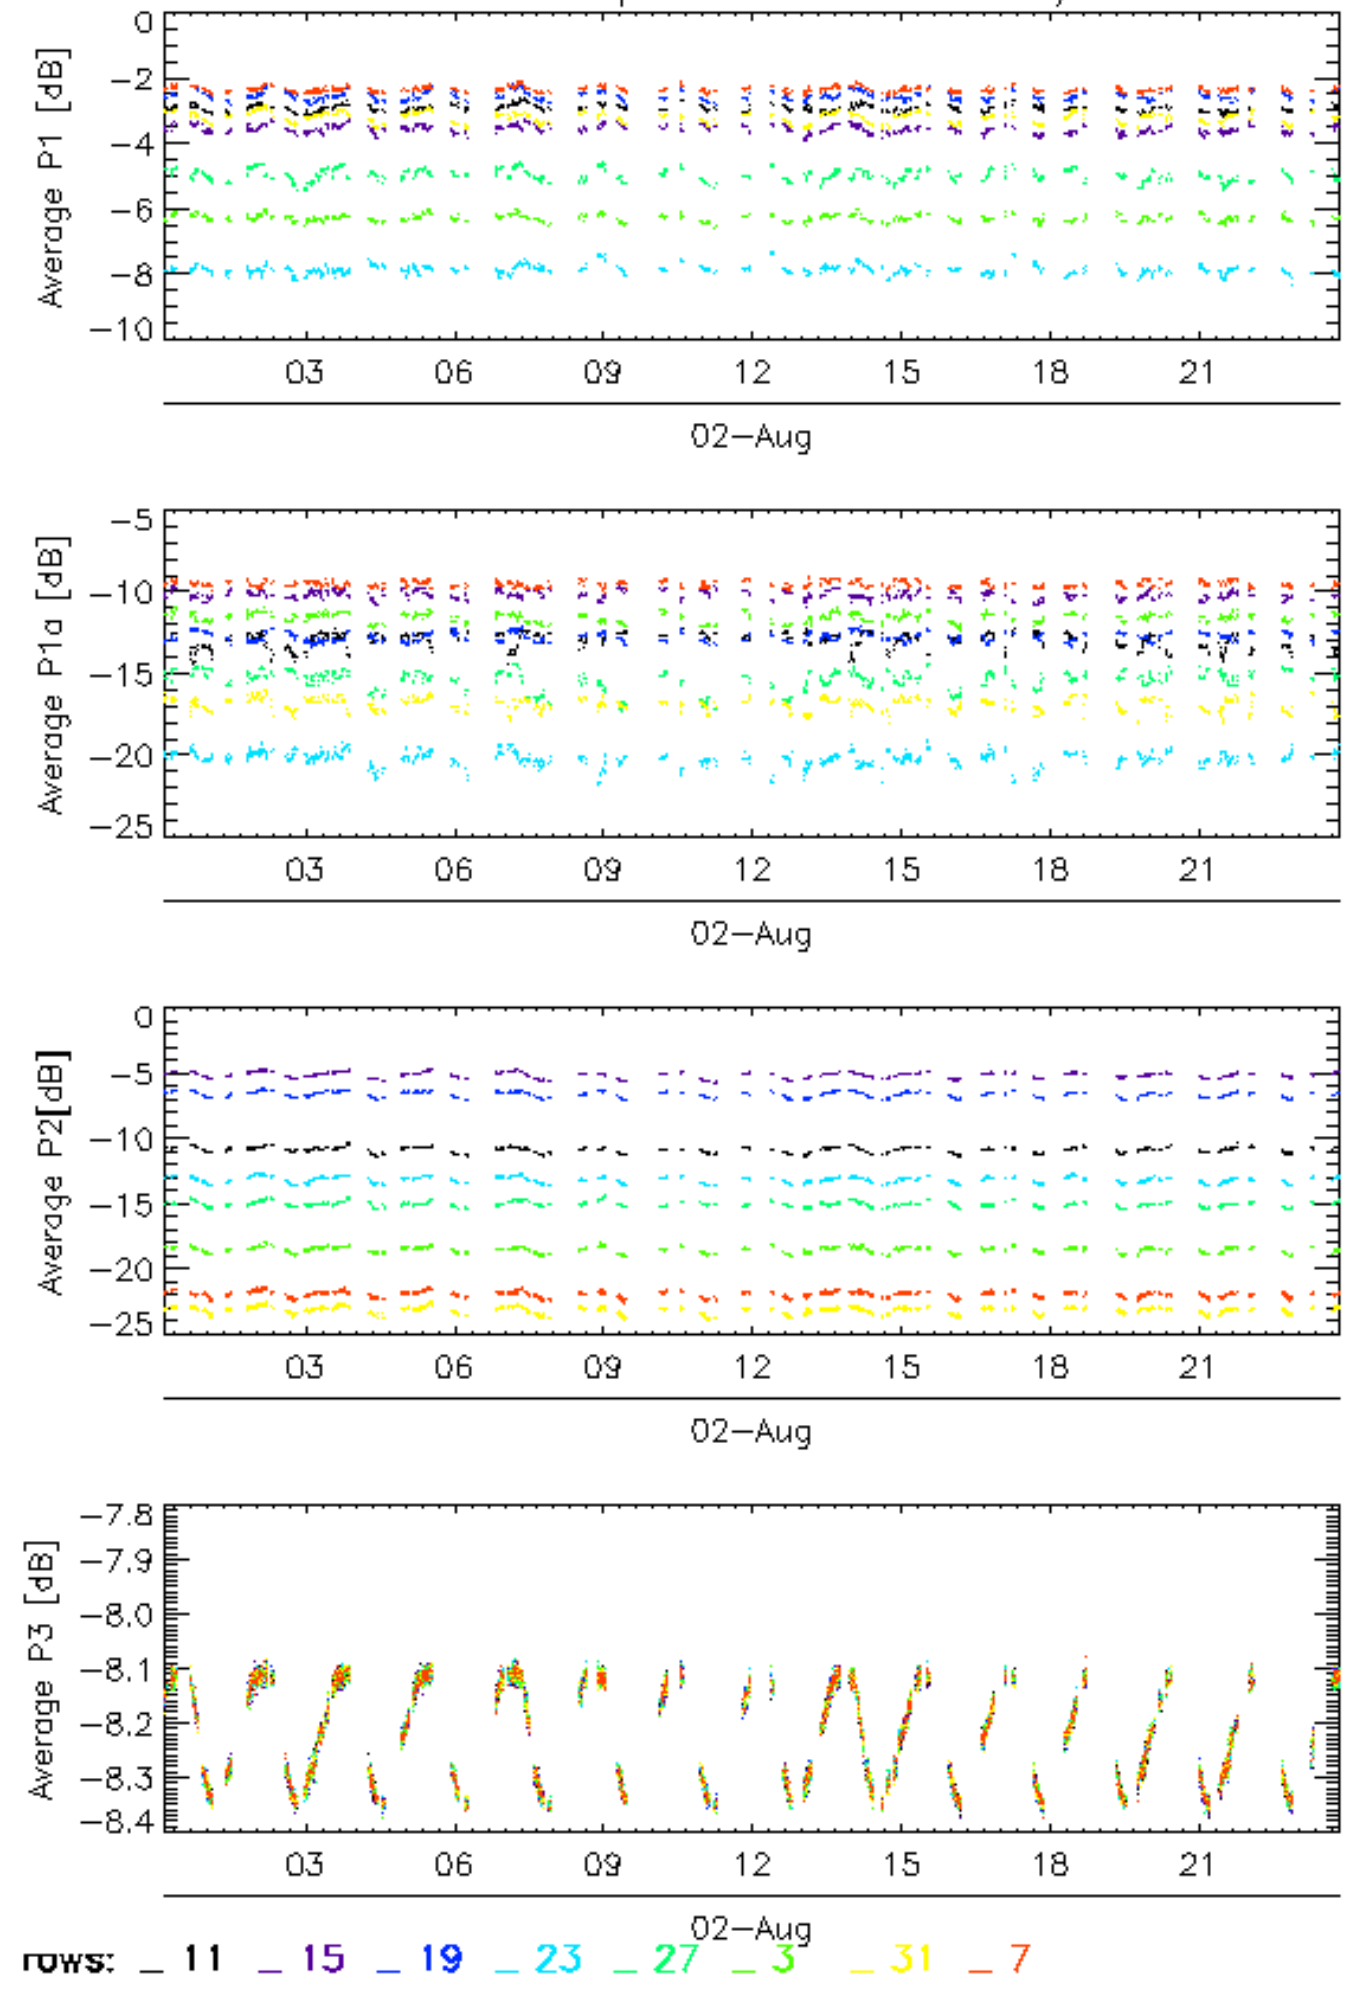 0
−2
−4
−6
−8
−10
Average P1 [dB]
03 06 09 12 15 18 21
02−Aug
−5
−10
−15
−20
−25
Average P1a [dB]
03 06 09 12 15 18 21
02−Aug
0
−5
−10
−15
−20
−25
Average P2[dB]
03 06 09 12 15 18 21
02−Aug
−7.8
−7.9
−8.0
−8.1
−8.2
−8.3
−8.4
Average P3 [dB]
03 06 09 12 15 18 21
02−Aug
rows: _ 11 _ 15 _ 19 _ 23 _ 27 _ 3 _ 31 _ 7